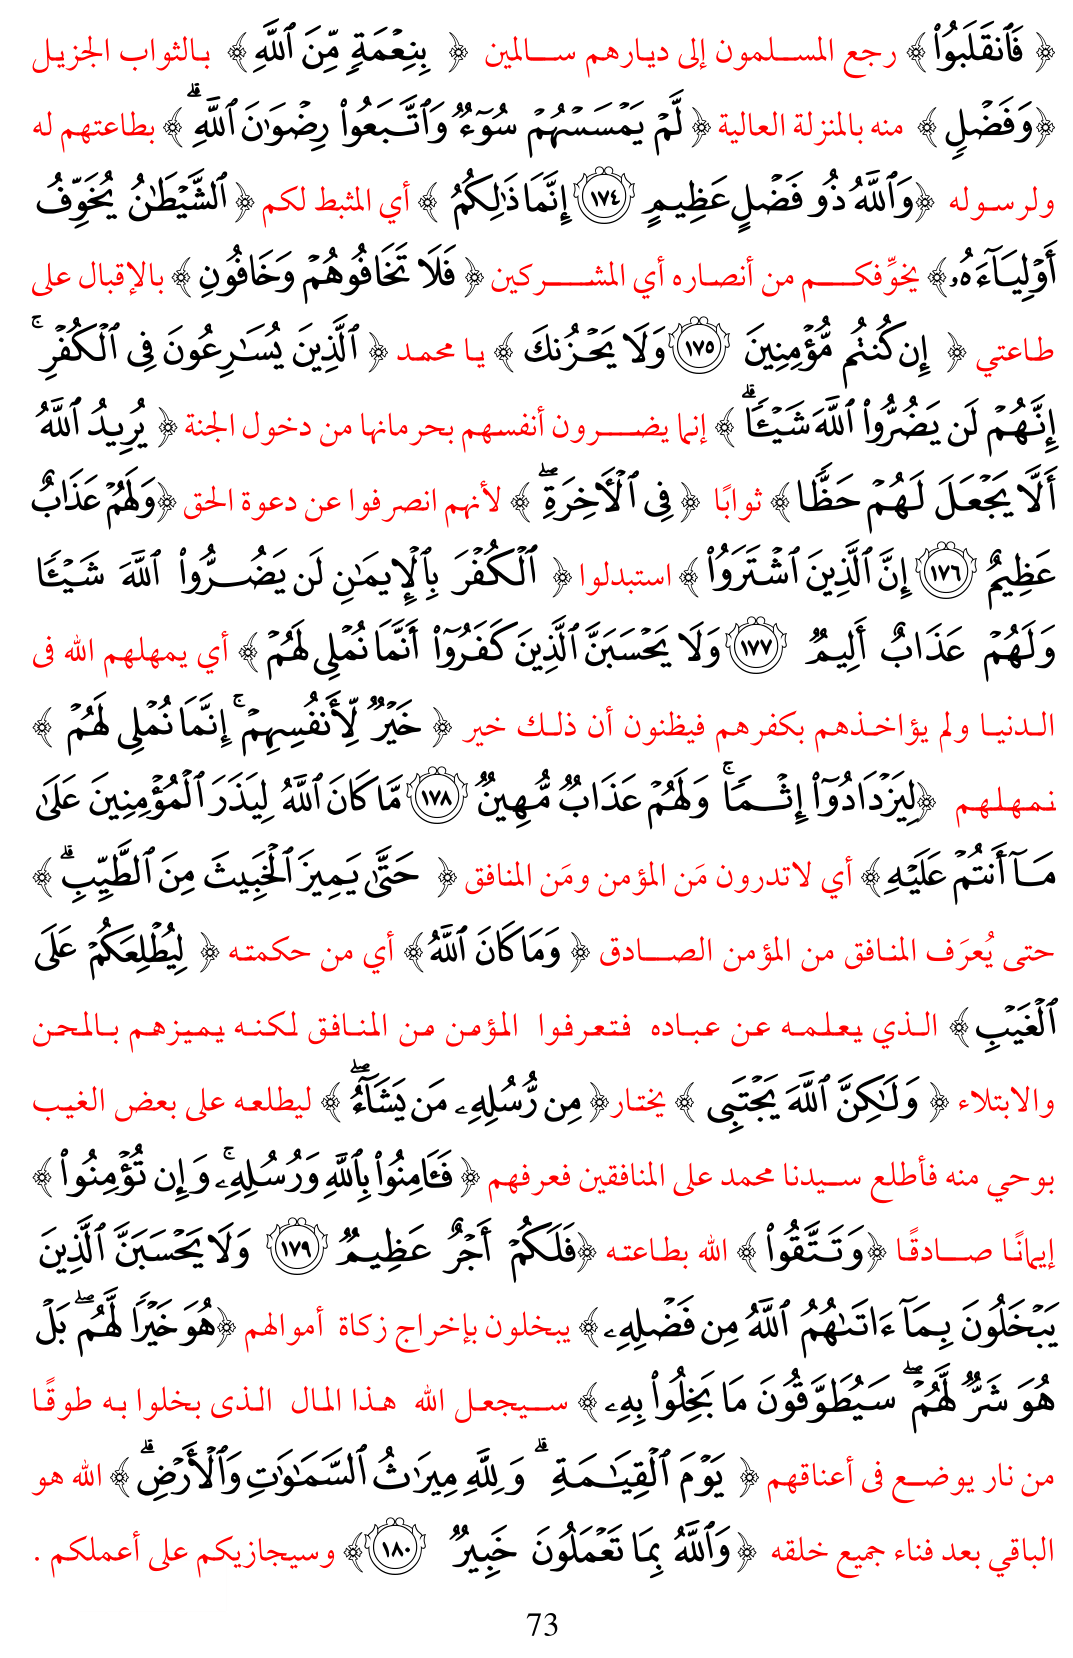 ﴿ فَٱنقَلَبُوا۟ ﴾ رجع المسلمون إلى ديارهم سالمين ﴿ بِنِعْمَةٍ مِّنَ ٱللَّهِ ﴾ بالثواب الجزيل
﴿وَفَضْلٍ ﴾ منه بالمنزلة العالية ﴿ لَّمْ يَمْسَسْهُمْ سُوٓءٌ وَٱتَّبَعُوا۟ رِضْوَٰنَ ٱللَّهِ ۗ ﴾ بطاعتهم له
ولرسوله ﴿وَٱللَّهُ ذُو فَضْلٍ عَظِيمٍ ١٧٤ إِنَّمَا ذَٰلِكُمُ ﴾ أي المثبط لكم ﴿ ٱلشَّيْطَٰنُ يُخَوِّفُ
أَوْلِيَآءَهُۥ﴾ يخوِّفكم من أنصاره أي المشركين ﴿ فَلَا تَخَافُوهُمْ وَخَافُونِ ﴾ بالإقبال على
طاعتي ﴿ إِن كُنتُم مُّؤْمِنِينَ ١٧٥ وَلَا يَحْزُنكَ ﴾ يا محمد ﴿ ٱلَّذِينَ يُسَٰرِعُونَ فِى ٱلْكُفْرِ ۚ
إِنَّهُمْ لَن يَضُرُّوا۟ ٱللَّهَ شَيْـًٔا ۗ ﴾ إنما يضرون أنفسهم بحرمانها من دخول الجنة ﴿ يُرِيدُ ٱللَّهُ
أَلَّا يَجْعَلَ لَهُمْ حَظًّا ﴾ ثوابًا ﴿ فِى ٱلْـَٔاخِرَةِ ۖ ﴾ لأنهم انصرفوا عن دعوة الحق ﴿وَلَهُمْ عَذَابٌ
عَظِيمٌ ١٧٦ إِنَّ ٱلَّذِينَ ٱشْتَرَوُا۟ ﴾ استبدلوا ﴿ ٱلْكُفْرَ بِٱلْإِيمَٰنِ لَن يَضُرُّوا۟ ٱللَّهَ شَيْـًٔا
وَلَهُمْ عَذَابٌ أَلِيمٌ ١٧٧ وَلَا يَحْسَبَنَّ ٱلَّذِينَ كَفَرُوٓا۟ أَنَّمَا نُمْلِى لَهُمْ ﴾ أي يمهلهم الله فى
الدنيا ولم يؤاخذهم بكفرهم فيظنون أن ذلك خير ﴿ خَيْرٌ لِّأَنفُسِهِمْ ۚ إِنَّمَا نُمْلِى لَهُمْ ﴾
نمهلهم ﴿لِيَزْدَادُوٓا۟ إِثْمًا ۚ وَلَهُمْ عَذَابٌ مُّهِينٌ ١٧٨ مَّا كَانَ ٱللَّهُ لِيَذَرَ ٱلْمُؤْمِنِينَ عَلَىٰ
مَآ أَنتُمْ عَلَيْهِ ﴾ أي لاتدرون مَن المؤمن ومَن المنافق ﴿ حَتَّىٰ يَمِيزَ ٱلْخَبِيثَ مِنَ ٱلطَّيِّبِ ۗ ﴾
حتى يُعرَف المنافق من المؤمن الصادق ﴿ وَمَا كَانَ ٱللَّهُ ﴾ أي من حكمته ﴿ لِيُطْلِعَكُمْ عَلَى
ٱلْغَيْبِ ﴾ الذي يعلمه عن عباده فتعرفوا المؤمن من المنافق لكنه يميزهم بالمحن
والابتلاء ﴿ وَلَٰكِنَّ ٱللَّهَ يَجْتَبِى ﴾ يختار﴿ مِن رُّسُلِهِۦ مَن يَشَآءُ ۖ ﴾ ليطلعه على بعض الغيب
بوحي منه فأطلع سيدنا محمد على المنافقين فعرفهم ﴿ فَـَٔامِنُوا۟ بِٱللَّهِ وَرُسُلِهِۦ ۚ وَإِن تُؤْمِنُوا۟ ﴾
إيمانًا صادقًا ﴿وَتَتَّقُوا۟ ﴾ الله بطاعته ﴿فَلَكُمْ أَجْرٌ عَظِيمٌ ١٧٩ وَلَا يَحْسَبَنَّ ٱلَّذِينَ
يَبْخَلُونَ بِمَآ ءَاتَىٰهُمُ ٱللَّهُ مِن فَضْلِهِۦ ﴾ يبخلون بإخراج زكاة أموالهم ﴿هُوَ خَيْرًا لَّهُم ۖ بَلْ
هُوَ شَرٌّ لَّهُمْ ۖ سَيُطَوَّقُونَ مَا بَخِلُوا۟ بِهِۦ ﴾ سيجعل الله هذا المال الذى بخلوا به طوقًا
من نار يوضع فى أعناقهم ﴿ يَوْمَ ٱلْقِيَٰمَةِ ۗ وَلِلَّهِ مِيرَٰثُ ٱلسَّمَٰوَٰتِ وَٱلْأَرْضِ ۗ ﴾ الله هو
الباقي بعد فناء جميع خلقه ﴿وَٱللَّهُ بِمَا تَعْمَلُونَ خَبِيرٌ ١٨٠ ﴾ وسيجازيكم على أعملكم .
73